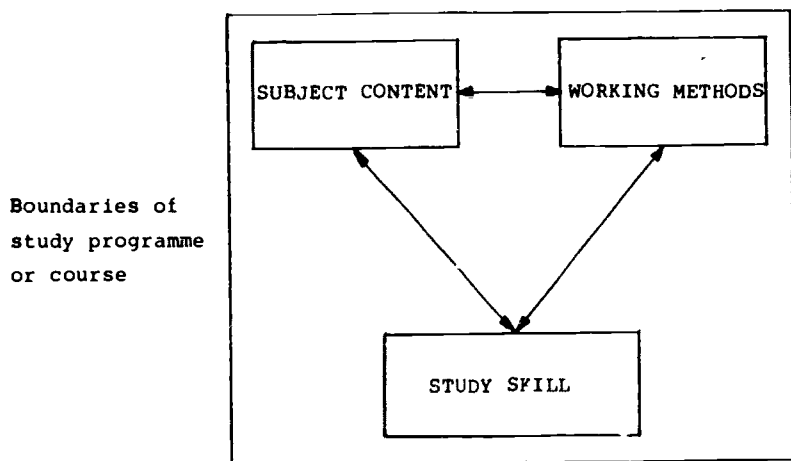 SUBJECT CONTENT
WORKING METHODS
Boundaries of
study programme
or course
STUDY SKILL